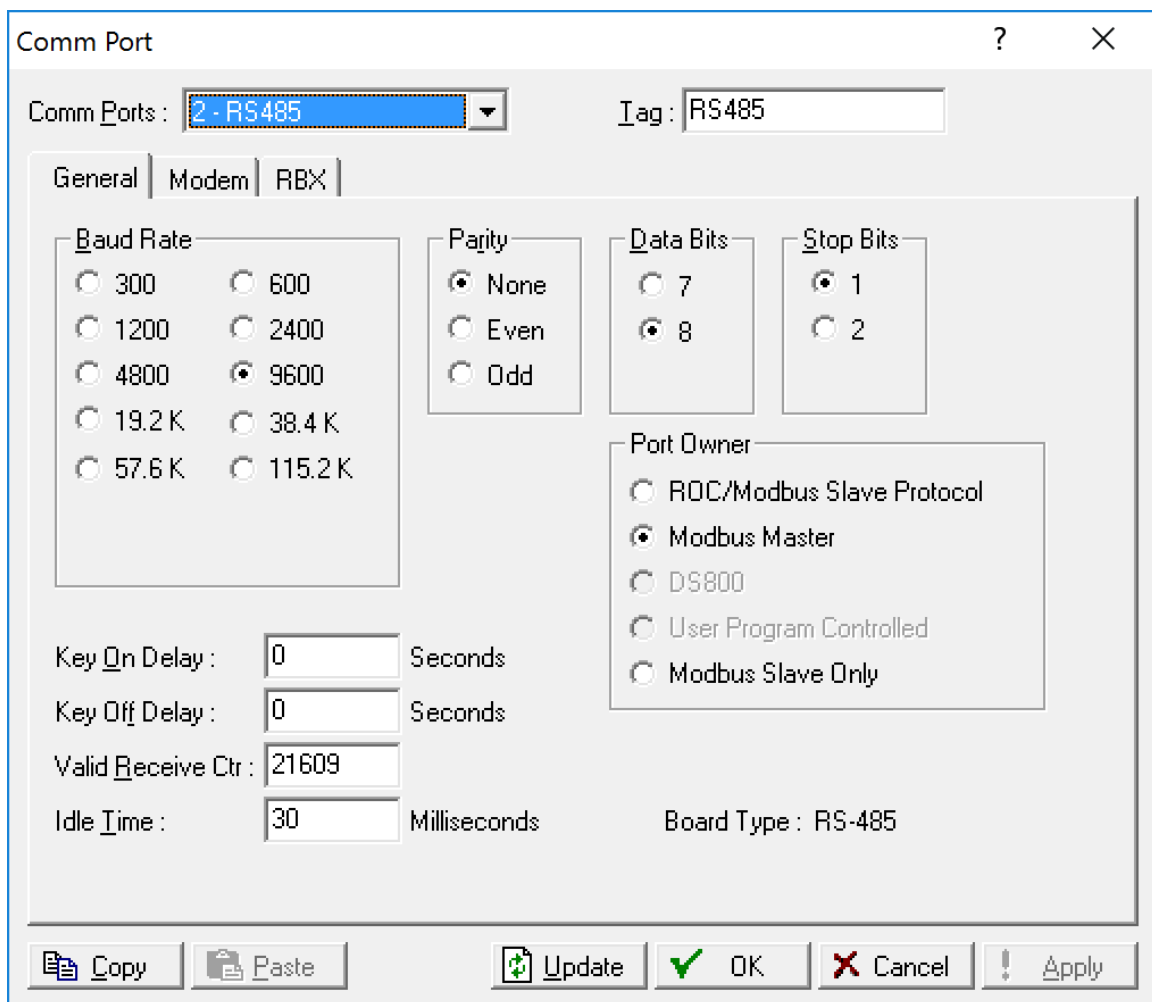 Comm Port
Comm Ports : 2 - RS485 Tag : RS485
General Modem RBX
Baud Rate Parity Data Bits Stop Bits
300 600 None 7 1
1200 2400 Even 8 2
4800 9600 Odd
19.2 K 38.4 K
57.6 K 115.2 K
Port Owner
ROC/Modbus Slave Protocol
Modbus Master
DS800
User Program Controlled
Modbus Slave Only
Key On Delay : 0 Seconds
Key Off Delay : 0 Seconds
Valid Receive Ctr : 21609
Idle Time : 30 Milliseconds Board Type : RS-485
Copy Paste Update OK Cancel Apply